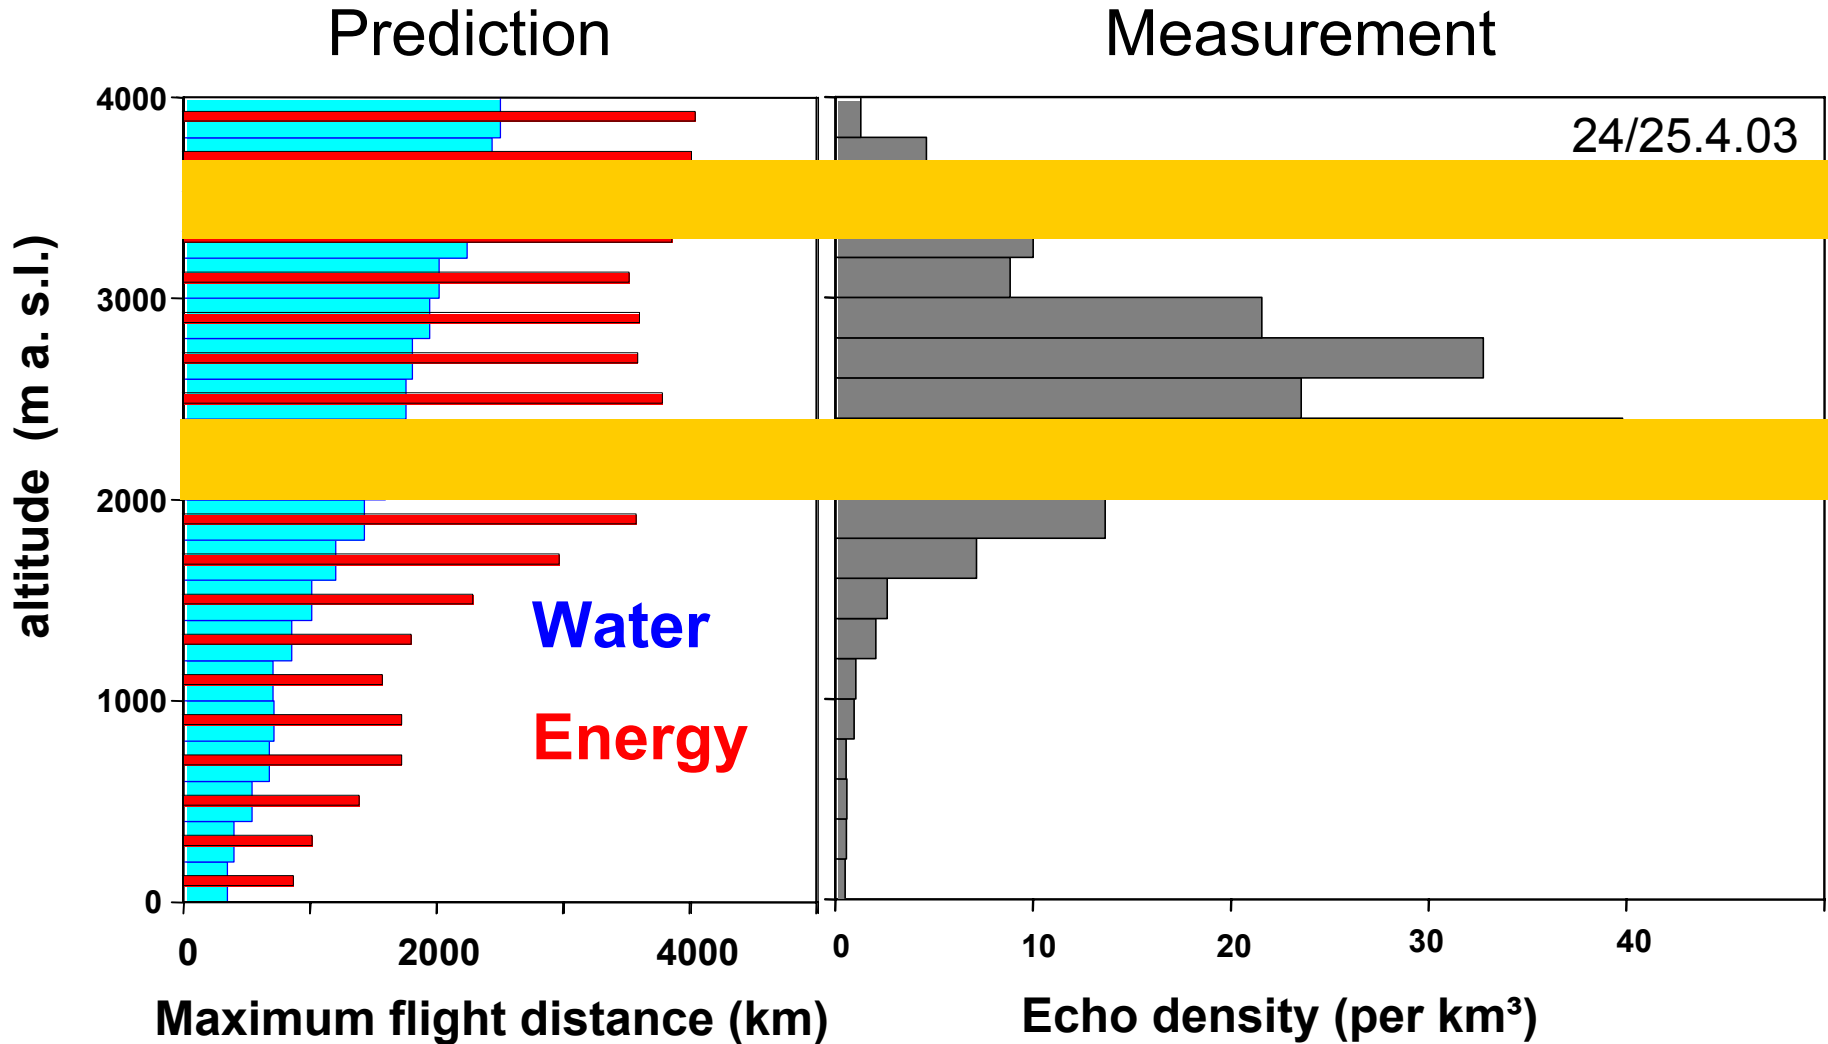 Prediction
Measurement
24/25.4.03
altitude (m a. s.l.)
4000
3000
2000
1000
0
Water
Energy
0 2000 4000
0 10 20 30 40
Maximum flight distance (km)
Echo density (per km³)